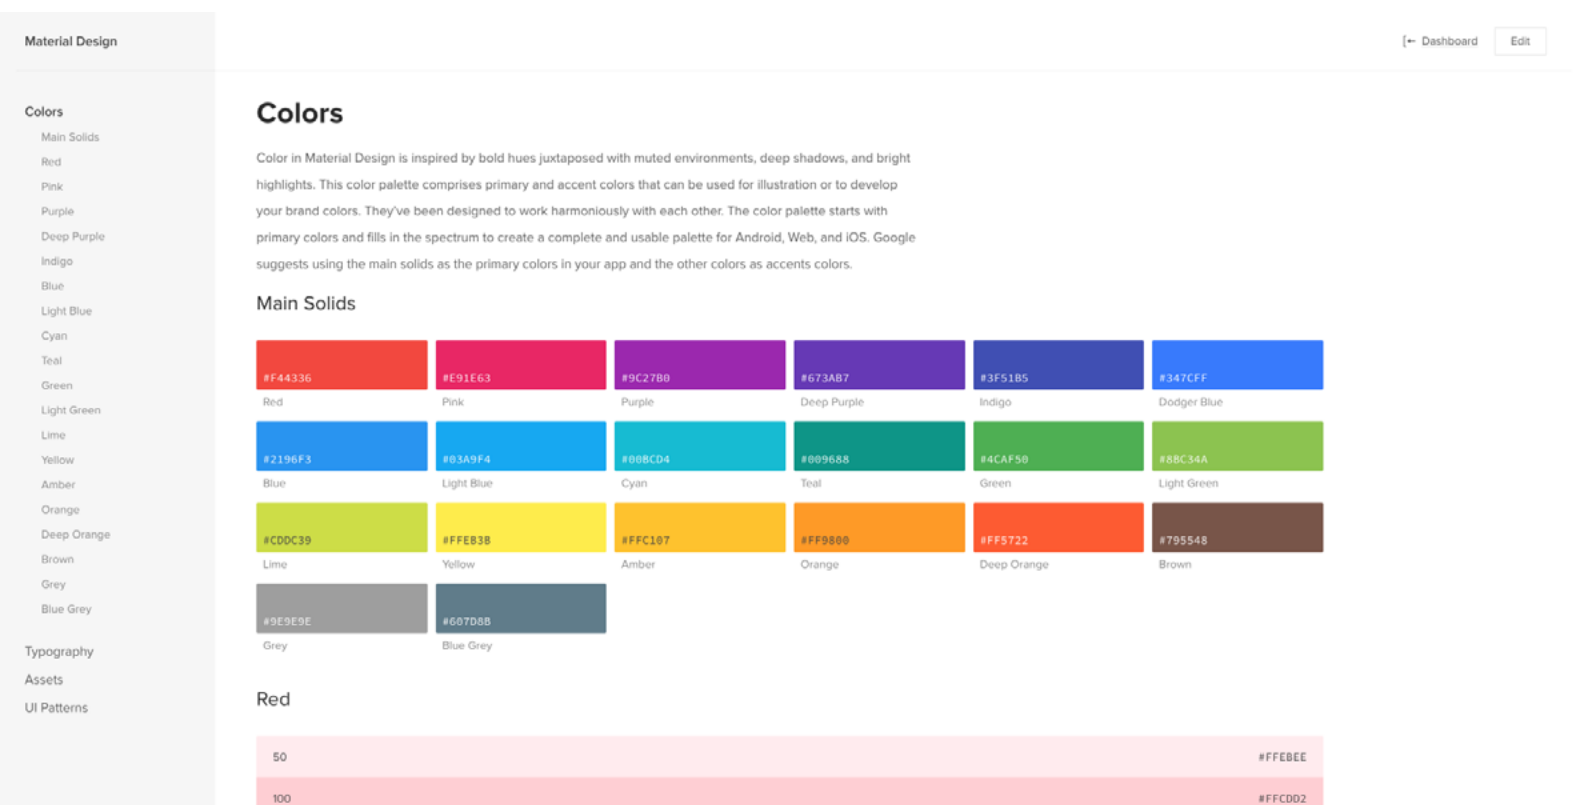 Material Design
Dashboard
Edit
Colors
Main Solids
Red
Pink
Purple
Deep Purple
Indigo
Blue
Light Blue
Cyan
Teal
Green
Light Green
Lime
Yellow
Amber
Orange
Deep Orange
Brown
Grey
Blue Grey
Typography
Assets
UI Patterns
Colors
Color in Material Design is inspired by bold hues juxtaposed with muted environments, deep shadows, and bright
highlights. This color palette comprises primary and accent colors that can be used for illustration or to develop
your brand colors. They've been designed to work harmoniously with each other. The color palette starts with
primary colors and fills in the spectrum to create a complete and usable palette for Android, Web, and iOS. Google
suggests using the main solids as the primary colors in your app and the other colors as accents colors.
Main Solids
#F44336 #E91E63 #9C27B0 #673AB7 #3F51B5 #347CFF
Red Pink Purple Deep Purple Indigo Dodger Blue
#2196F3 #03A9F4 #00BCD4 #009688 #4CAF50 #8BC34A
Blue Light Blue Cyan Teal Green Light Green
#CDDC39 #FFEB3B #FFC107 #FF9800 #FF5722 #795548
Lime Yellow Amber Orange Deep Orange Brown
#9E9E9E #607D8B
Grey Blue Grey
Red
50 #FFEBEE
100 #FFCDD2